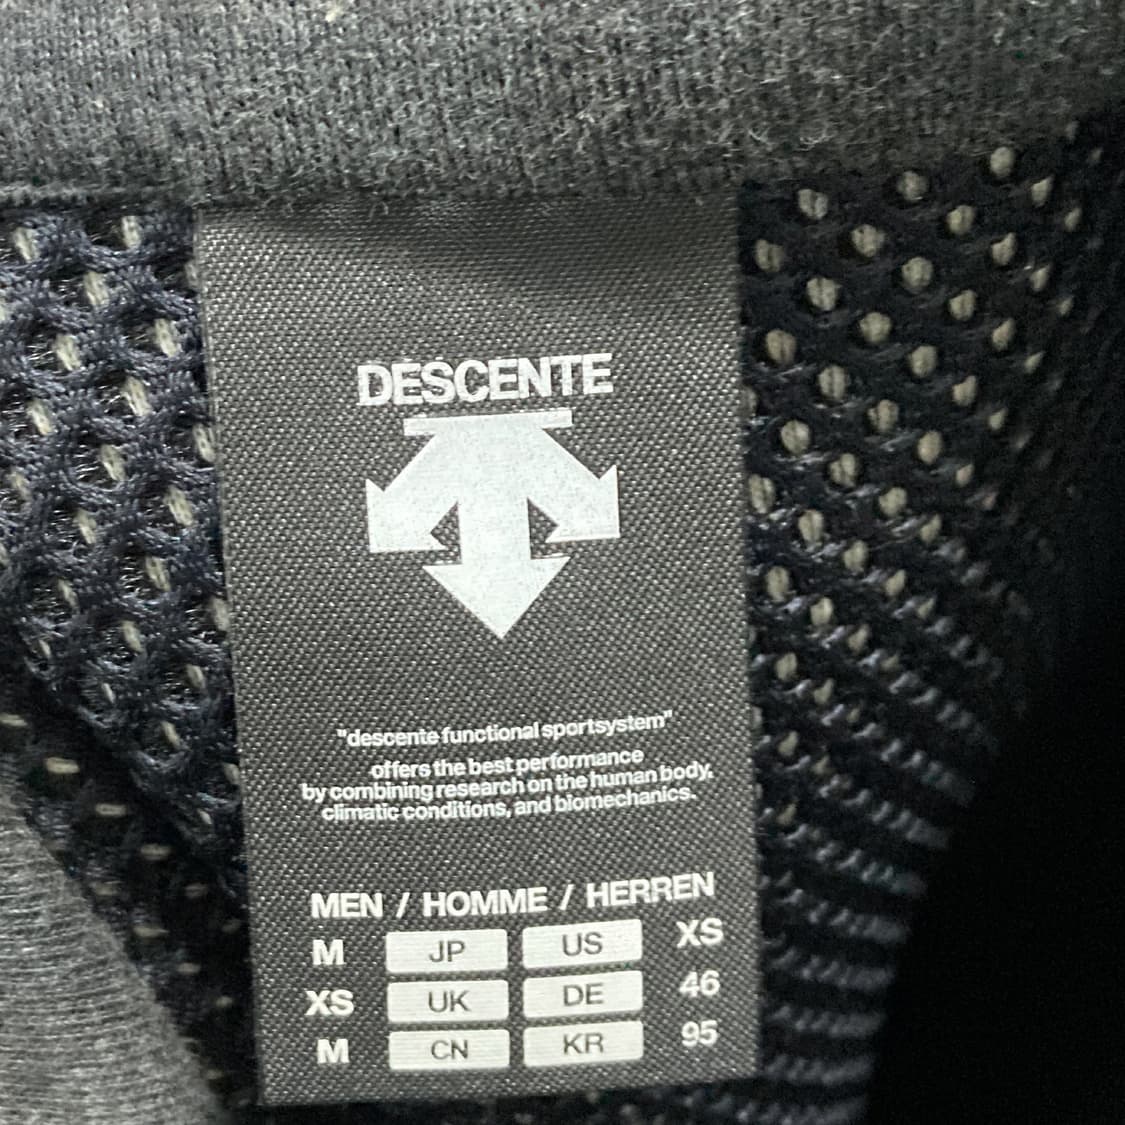 DESCENTE
"descente functional sportsystem"
offers the best performance
by combining research on the human body,
climatic conditions, and biomechanics.
MEN / HOMME / HERREN
M JP US XS
XS UK DE 46
M CN KR 95